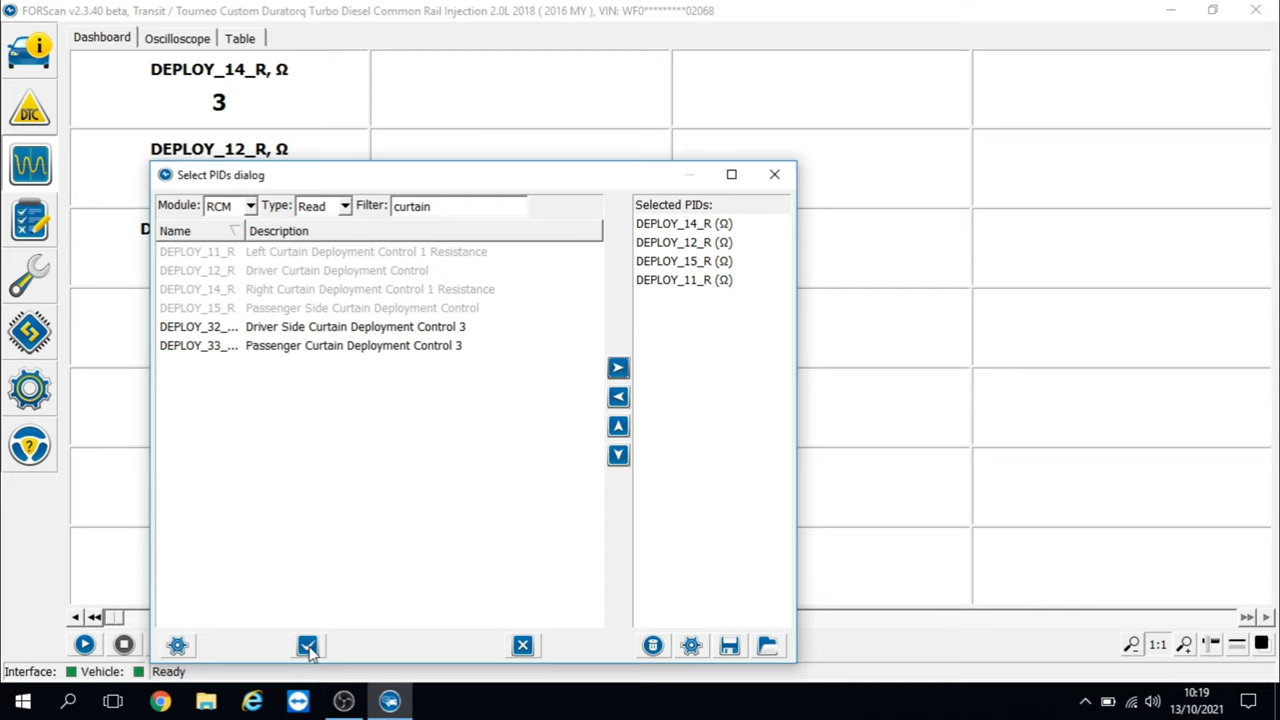 FORScan v2.3.40 beta, Transit / Tourneo Custom Duratorq Turbo Diesel Common Rail Injection 2.0L 2018 ( 2016 MY ), VIN: WF0*********02068
Dashboard Oscilloscope Table
DTC
DEPLOY_14_R, Ω
3
DEPLOY_12_R, Ω
D
Select PIDs dialog
Module: RCM Type: Read Filter: curtain
Selected PIDs:
Name Description
DEPLOY_11_R Left Curtain Deployment Control 1 Resistance
DEPLOY_12_R Driver Curtain Deployment Control
DEPLOY_14_R Right Curtain Deployment Control 1 Resistance
DEPLOY_15_R Passenger Side Curtain Deployment Control
DEPLOY_32_... Driver Side Curtain Deployment Control 3
DEPLOY_33_... Passenger Curtain Deployment Control 3
DEPLOY_14_R (Ω)
DEPLOY_12_R (Ω)
DEPLOY_15_R (Ω)
DEPLOY_11_R (Ω)
1:1
Interface: Vehicle: Ready
10:19
13/10/2021